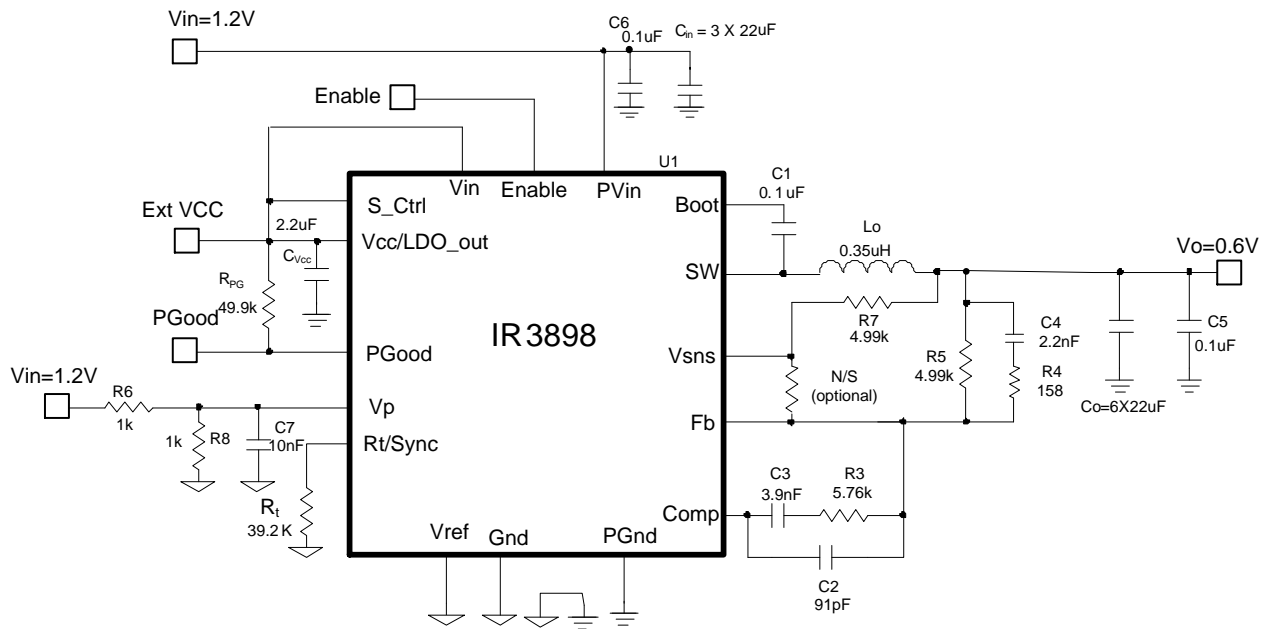 Vin=1.2V
C6
0.1uF
Cin = 3 X 22uF
Enable
U1
Vin
Enable
PVin
C1
0.1uF
S_Ctrl
Boot
Ext VCC
2.2uF
Vcc/LDO_out
CVcc
Lo
0.35uH
Vo=0.6V
SW
RPG
49.9k
PGood
IR3898
R7
4.99k
C4
2.2nF
C5
0.1uF
PGood
Vsns
R5
4.99k
N/S
(optional)
R4
158
Co=6X22uF
Vin=1.2V
R6
1k
Vp
1k
R8
C7
10nF
Fb
Rt/Sync
Rt
39.2K
C3
3.9nF
R3
5.76k
Comp
Vref
Gnd
PGnd
C2
91pF